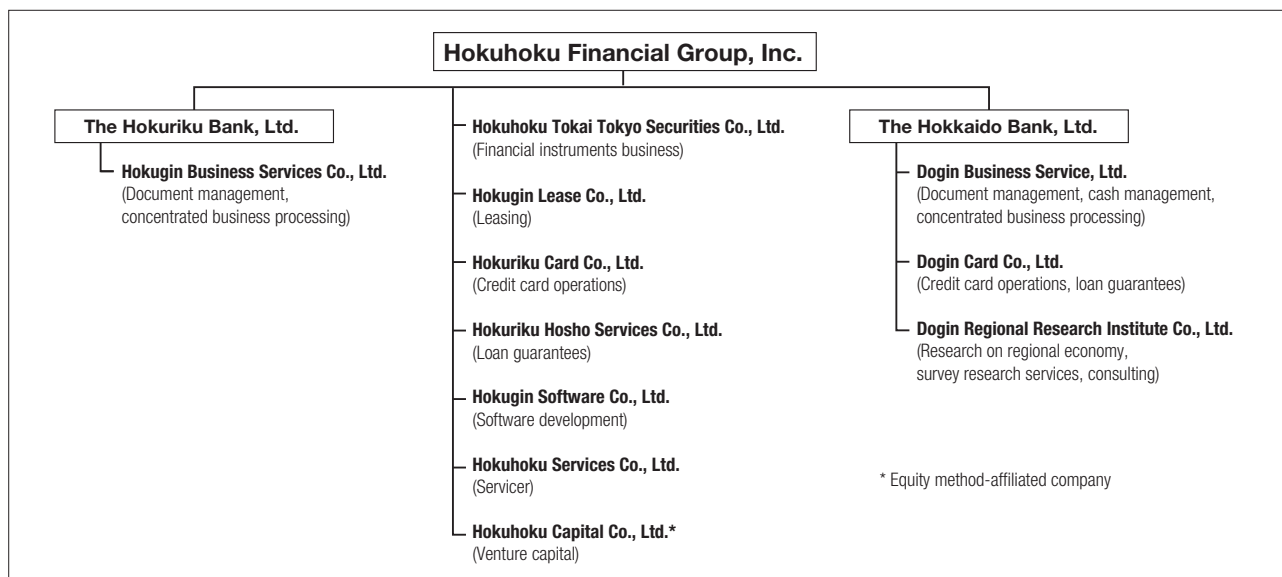 Hokuhoku Financial Group, Inc.
The Hokuriku Bank, Ltd.
Hokugin Business Services Co., Ltd.
(Document management,
concentrated business processing)
Hokuhoku Tokai Tokyo Securities Co., Ltd.
(Financial instruments business)
Hokugin Lease Co., Ltd.
(Leasing)
Hokuriku Card Co., Ltd.
(Credit card operations)
Hokuriku Hosho Services Co., Ltd.
(Loan guarantees)
Hokugin Software Co., Ltd.
(Software development)
Hokuhoku Services Co., Ltd.
(Servicer)
Hokuhoku Capital Co., Ltd.*
(Venture capital)
The Hokkaido Bank, Ltd.
Dogin Business Service, Ltd.
(Document management, cash management,
concentrated business processing)
Dogin Card Co., Ltd.
(Credit card operations, loan guarantees)
Dogin Regional Research Institute Co., Ltd.
(Research on regional economy,
survey research services, consulting)
* Equity method-affiliated company